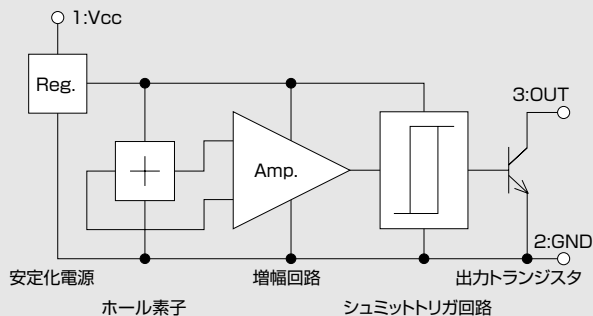 1:Vcc
Reg.
3:OUT
Amp.
2:GND
安定化電源
増幅回路
出力トランジスタ
ホール素子
シュミットトリガ回路